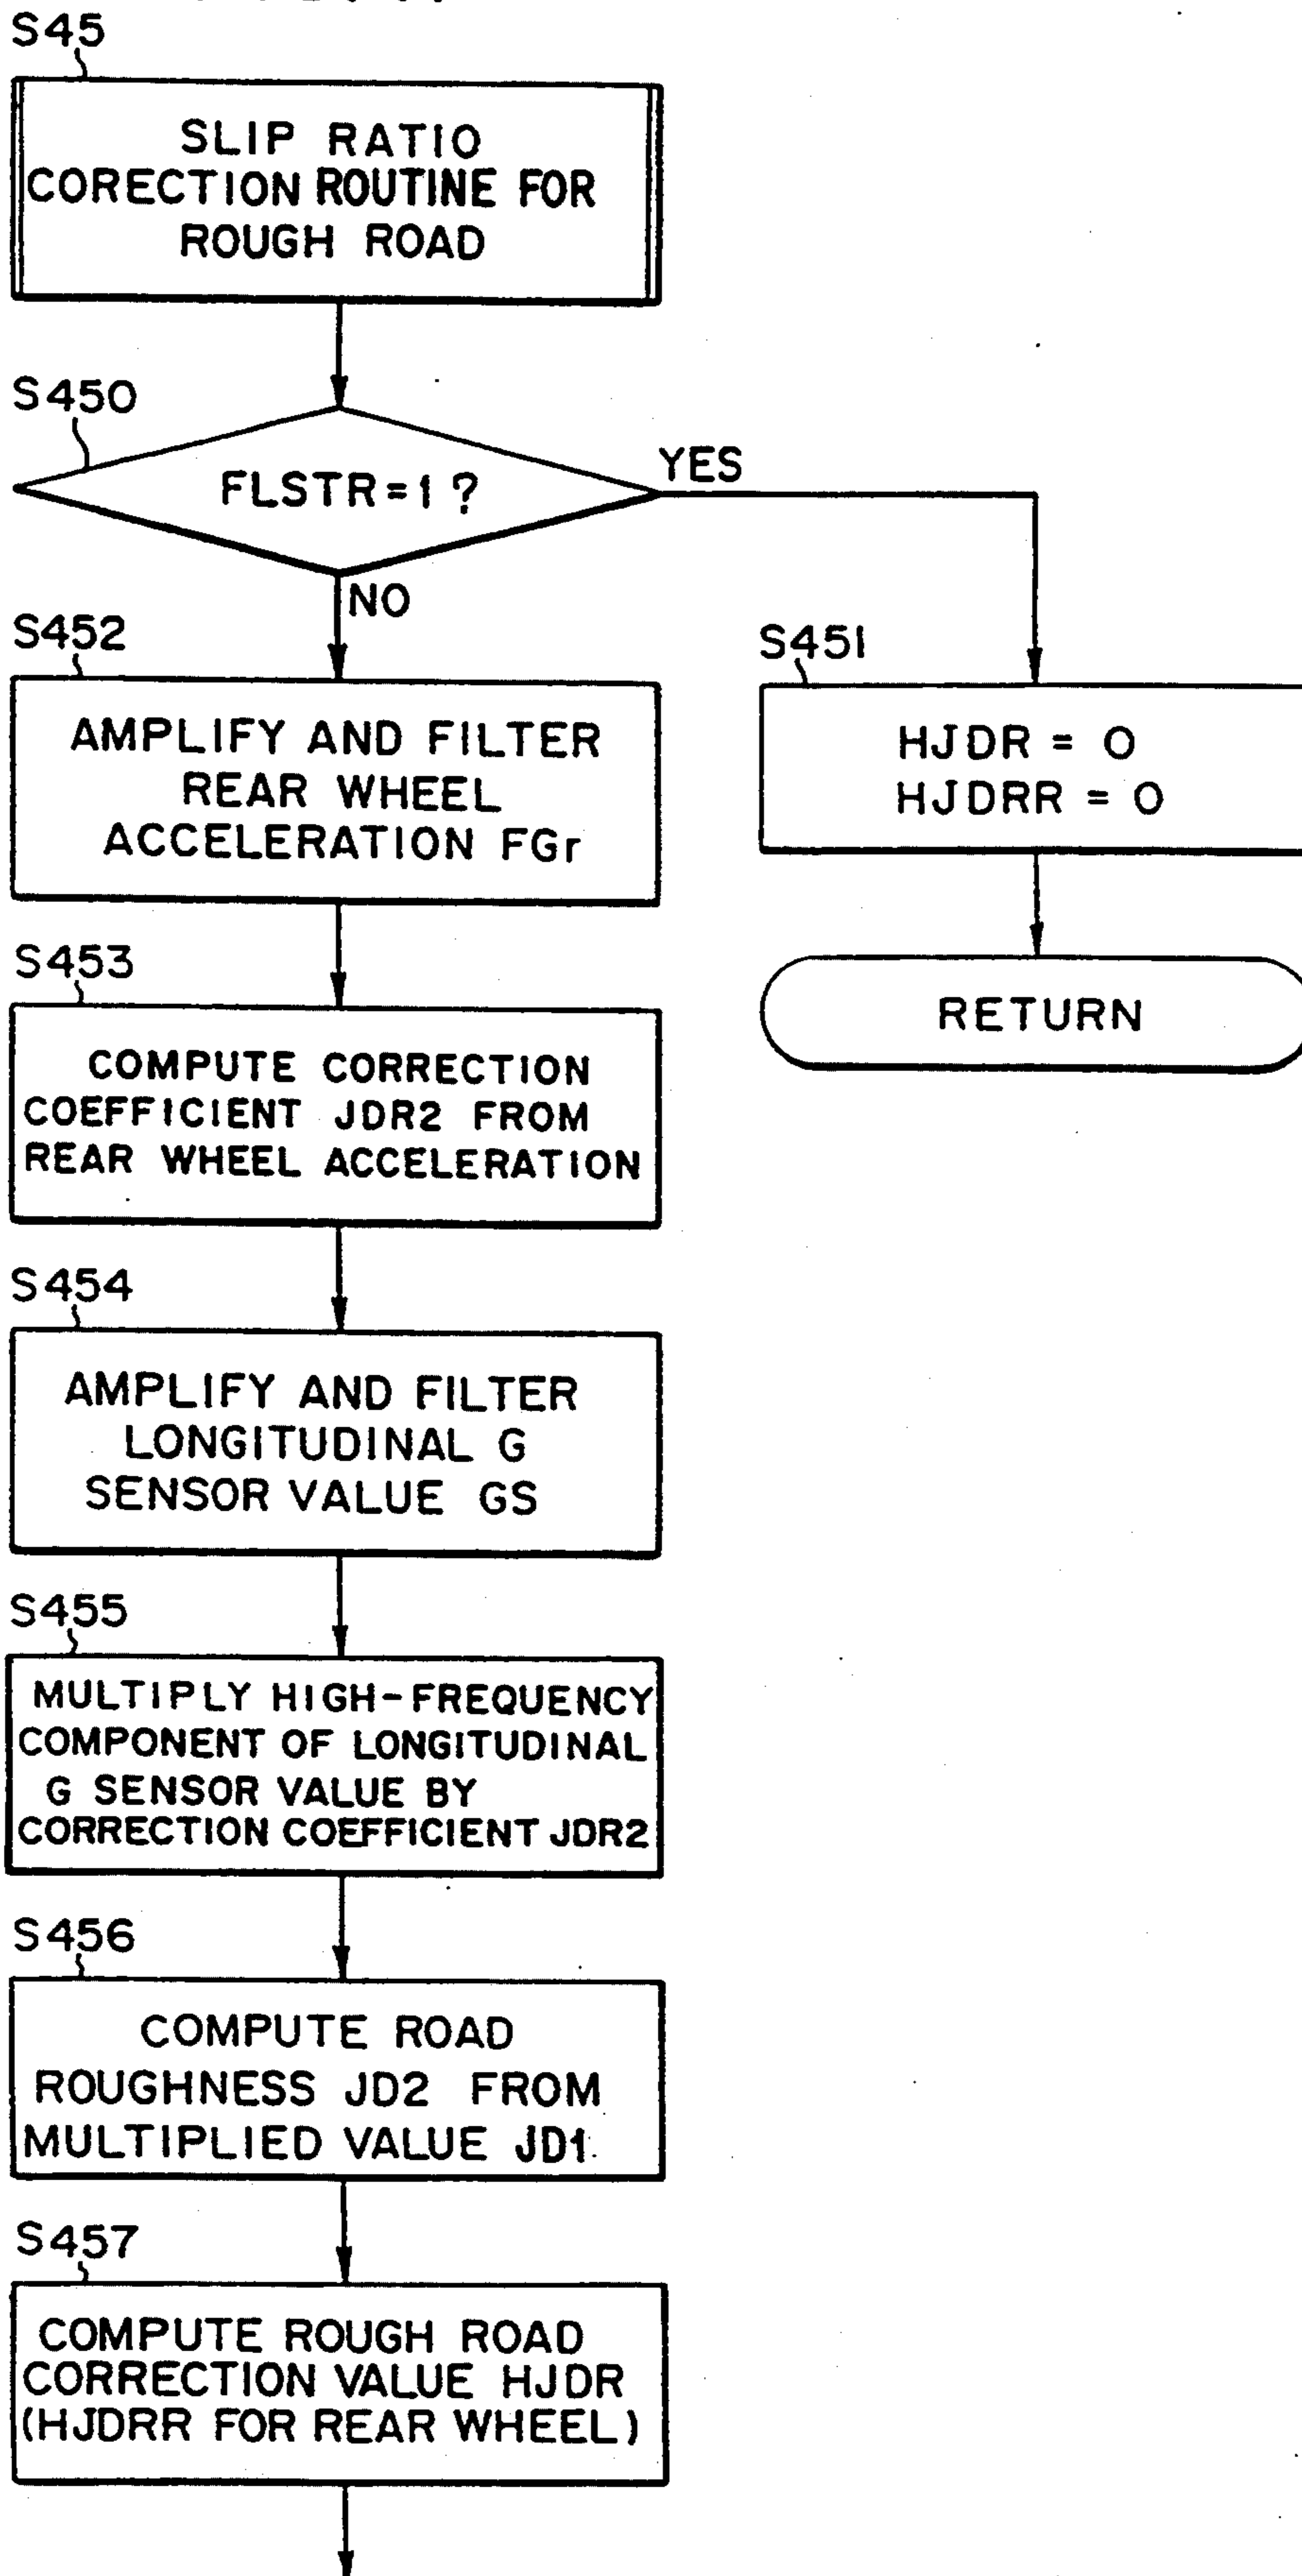 S45
SLIP RATIO
CORECTION ROUTINE FOR
ROUGH ROAD
S450
FLSTR=1 ?
YES
NO
S452
AMPLIFY AND FILTER
REAR WHEEL
ACCELERATION FGr
S451
HJDR = 0
HJDRR = 0
S453
COMPUTE CORRECTION
COEFFICIENT JDR2 FROM
REAR WHEEL ACCELERATION
RETURN
S454
AMPLIFY AND FILTER
LONGITUDINAL G
SENSOR VALUE GS
S455
MULTIPLY HIGH-FREQUENCY
COMPONENT OF LONGITUDINAL
G SENSOR VALUE BY
CORRECTION COEFFICIENT JDR2
S456
COMPUTE ROAD
ROUGHNESS JD2 FROM
MULTIPLIED VALUE JD1
S457
COMPUTE ROUGH ROAD
CORRECTION VALUE HJDR
(HJDRR FOR REAR WHEEL)